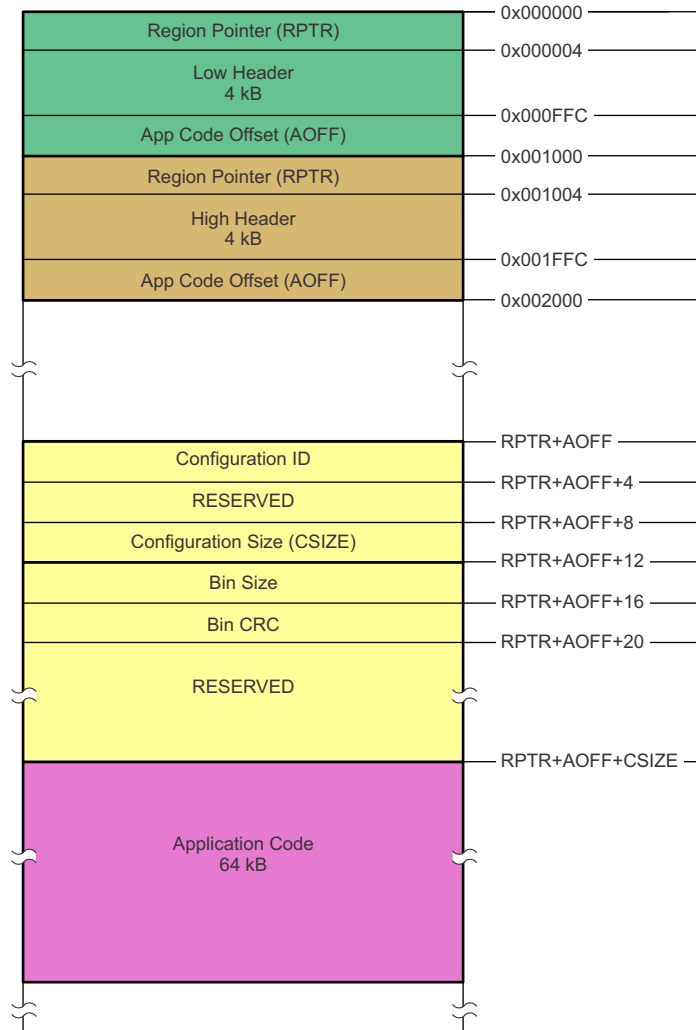 0x000000
Region Pointer (RPTR)
0x000004
Low Header
4 kB
0x000FFC
App Code Offset (AOFF)
0x001000
Region Pointer (RPTR)
0x001004
High Header
4 kB
0x001FFC
App Code Offset (AOFF)
0x002000
RPTR+AOFF
Configuration ID
RPTR+AOFF+4
RESERVED
RPTR+AOFF+8
Configuration Size (CSIZE)
RPTR+AOFF+12
Bin Size
RPTR+AOFF+16
Bin CRC
RPTR+AOFF+20
RESERVED
RPTR+AOFF+CSIZE
Application Code
64 kB